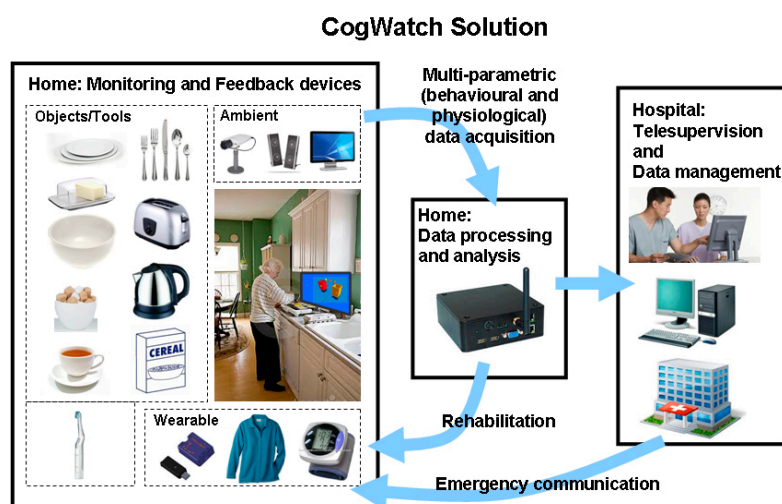 CogWatch Solution
Home: Monitoring and Feedback devices
Objects/Tools
Ambient
CEREAL
Wearable
Multi-parametric
(behavioural and
physiological)
data acquisition
Home:
Data processing
and analysis
Rehabilitation
Emergency communication
Hospital:
Telesupervision
and
Data management